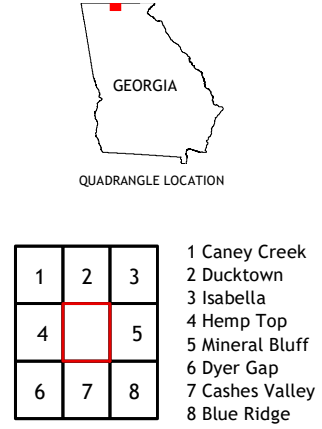 GEORGIA
QUADRANGLE LOCATION
1 2 3
4 5
6 7 8
1 Caney Creek
2 Ducktown
3 Isabella
4 Hemp Top
5 Mineral Bluff
6 Dyer Gap
7 Cashes Valley
8 Blue Ridge